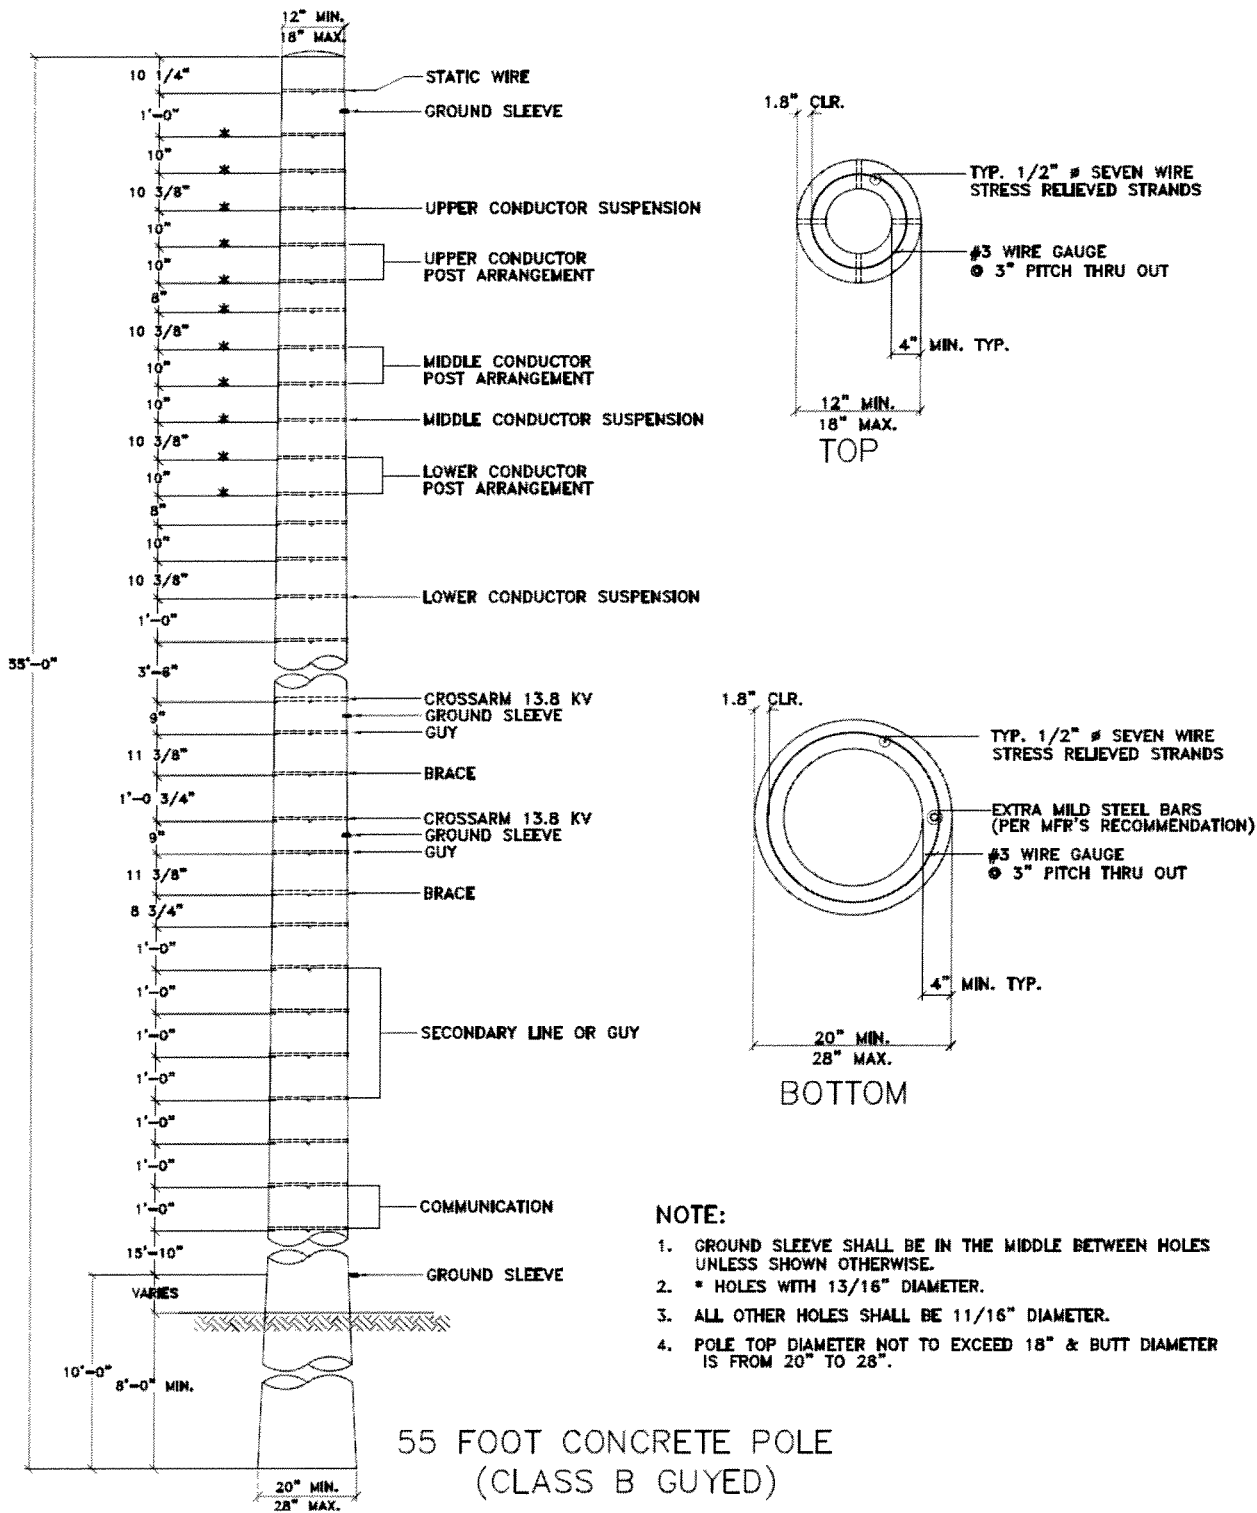 12" MIN.
18" MAX.
10 1/4"
STATIC WIRE
GROUND SLEEVE
1'-0"
*
10"
*
10 3/8"
*
UPPER CONDUCTOR SUSPENSION
10"
*
UPPER CONDUCTOR
POST ARRANGEMENT
10"
*
8"
*
10 3/8"
*
MIDDLE CONDUCTOR
POST ARRANGEMENT
10"
*
10"
*
MIDDLE CONDUCTOR SUSPENSION
10 3/8"
*
LOWER CONDUCTOR
POST ARRANGEMENT
10"
*
8"
10"
10 3/8"
LOWER CONDUCTOR SUSPENSION
1'-0"
55'-0"
3'-6"
CROSSARM 13.8 KV
GROUND SLEEVE
9"
GUY
11 3/8"
BRACE
1'-0 3/4"
CROSSARM 13.8 KV
GROUND SLEEVE
9"
GUY
11 3/8"
BRACE
8 3/4"
1'-0"
1'-0"
1'-0"
SECONDARY LINE OR GUY
1'-0"
1'-0"
1'-0"
1'-0"
COMMUNICATION
15'-10"
GROUND SLEEVE
VARIES
10'-0"
8'-0" MIN.
20" MIN.
28" MAX.
1.8" CLR.
TYP. 1/2" ø SEVEN WIRE
STRESS RELIEVED STRANDS
#3 WIRE GAUGE
@ 3" PITCH THRU OUT
4" MIN. TYP.
12" MIN.
18" MAX.
TOP
1.8" CLR.
TYP. 1/2" ø SEVEN WIRE
STRESS RELIEVED STRANDS
EXTRA MILD STEEL BARS
(PER MFR'S RECOMMENDATION)
#3 WIRE GAUGE
@ 3" PITCH THRU OUT
4" MIN. TYP.
20" MIN.
28" MAX.
BOTTOM
NOTE:
1. GROUND SLEEVE SHALL BE IN THE MIDDLE BETWEEN HOLES
UNLESS SHOWN OTHERWISE.
2. * HOLES WITH 13/16" DIAMETER.
3. ALL OTHER HOLES SHALL BE 11/16" DIAMETER.
4. POLE TOP DIAMETER NOT TO EXCEED 18" & BUTT DIAMETER
IS FROM 20" TO 28".
55 FOOT CONCRETE POLE
(CLASS B GUYED)